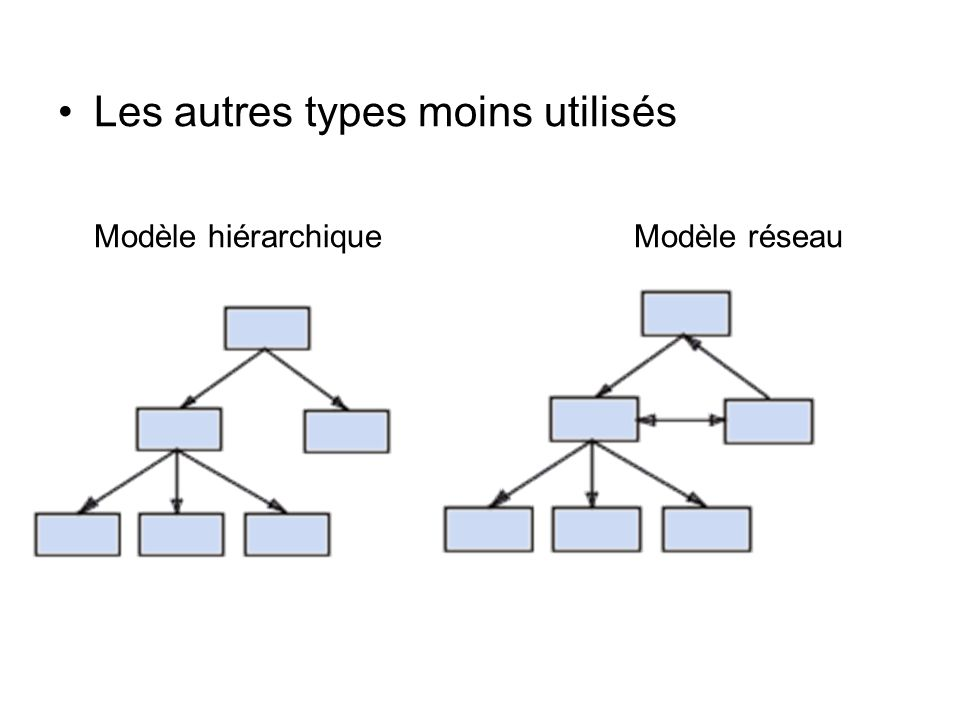 • Les autres types moins utilisés
Modèle hiérarchique
Modèle réseau